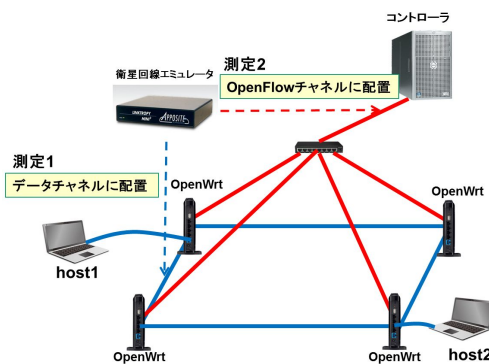 コントローラ
測定2
衛星回線エミュレータ
OpenFlowチャネルに配置
APPOSITE
測定1
データチャネルに配置
OpenWrt
OpenWrt
host1
host2
OpenWrt
OpenWrt